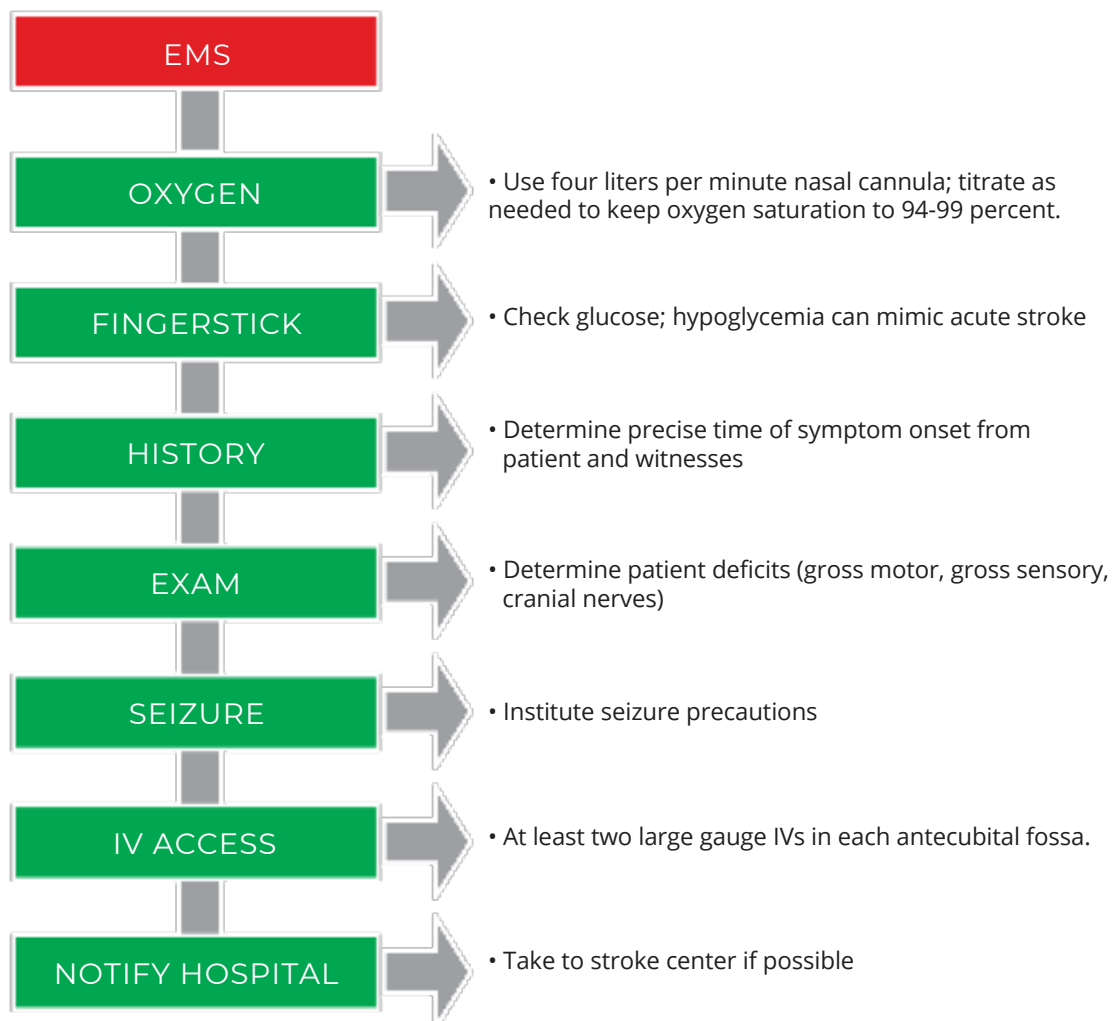 EMS
OXYGEN
• Use four liters per minute nasal cannula; titrate as
needed to keep oxygen saturation to 94-99 percent.
FINGERSTICK
• Check glucose; hypoglycemia can mimic acute stroke
HISTORY
• Determine precise time of symptom onset from
patient and witnesses
EXAM
• Determine patient deficits (gross motor, gross sensory,
cranial nerves)
SEIZURE
• Institute seizure precautions
IV ACCESS
• At least two large gauge IVs in each antecubital fossa.
NOTIFY HOSPITAL
• Take to stroke center if possible